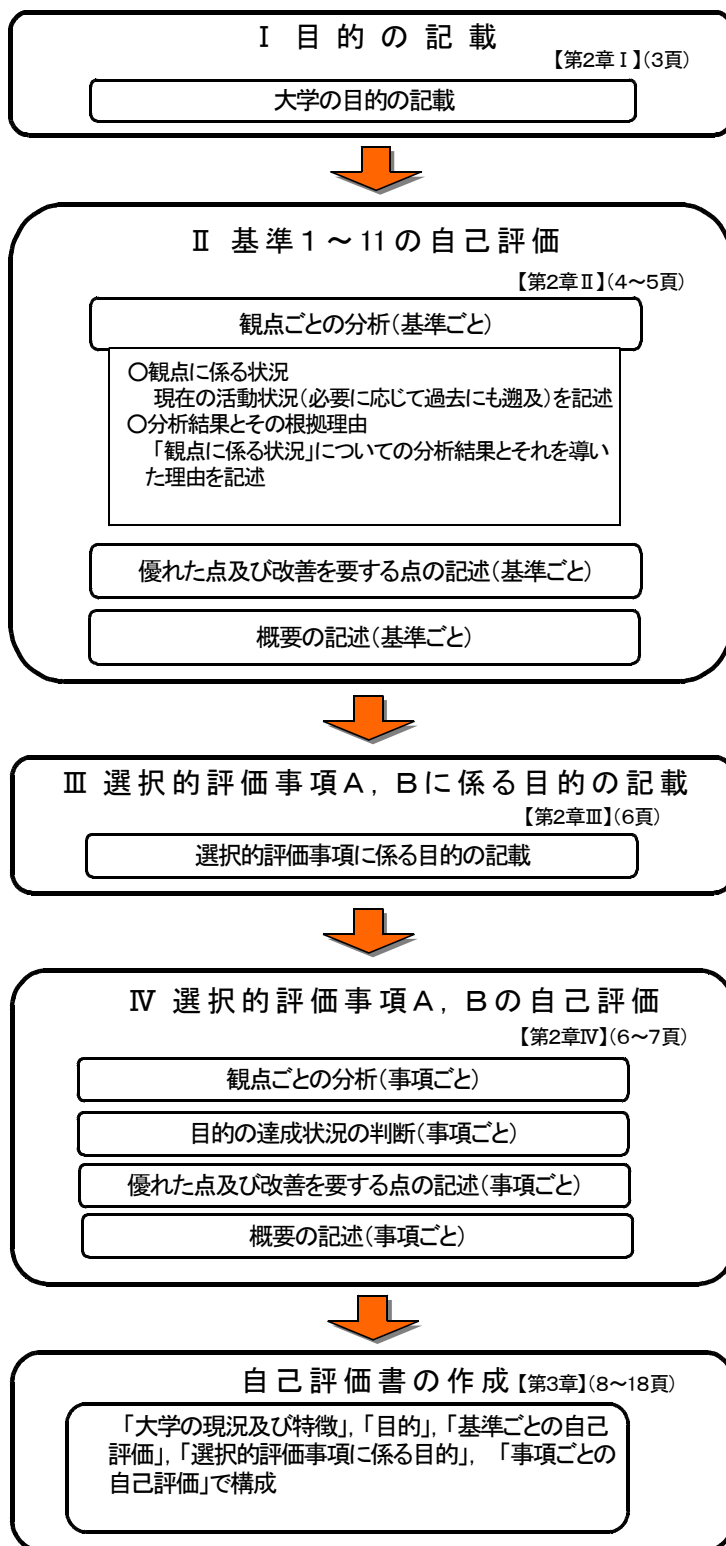 Ⅰ 目的の記載
【第2章Ⅰ】(3頁)
大学の目的の記載
Ⅱ 基準1～11の自己評価
【第2章Ⅱ】(4～5頁)
観点ごとの分析(基準ごと)
○観点に係る状況
現在の活動状況(必要に応じて過去にも遡及)を記述
○分析結果とその根拠理由
「観点に係る状況」についての分析結果とそれを導い
た理由を記述
優れた点及び改善を要する点の記述(基準ごと)
概要の記述(基準ごと)
Ⅲ 選択的評価事項A, Bに係る目的の記載
【第2章Ⅲ】(6頁)
選択的評価事項に係る目的の記載
Ⅳ 選択的評価事項A, Bの自己評価
【第2章Ⅳ】(6～7頁)
観点ごとの分析(事項ごと)
目的の達成状況の判断(事項ごと)
優れた点及び改善を要する点の記述(事項ごと)
概要の記述(事項ごと)
自己評価書の作成【第3章】(8～18頁)
「大学の現況及び特徴」,「目的」,「基準ごとの自己
評価」,「選択的評価事項に係る目的」, 「事項ごとの
自己評価」で構成